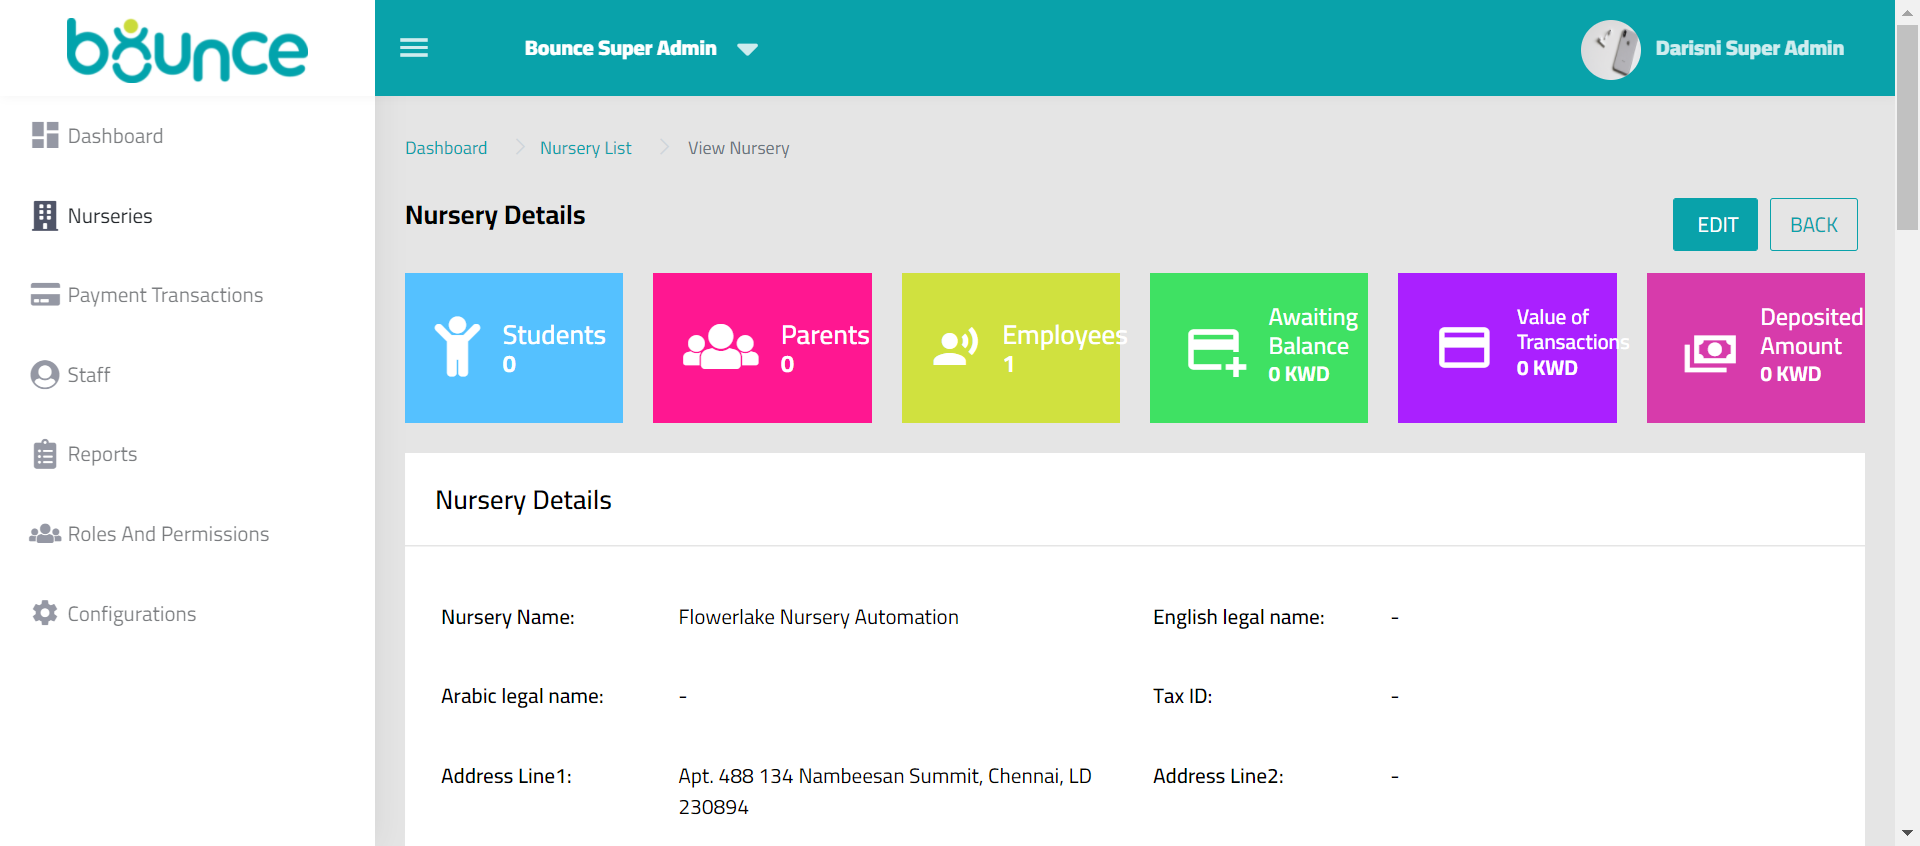 bounce
Bounce Super Admin
Darisni Super Admin
Dashboard
Nurseries
Payment Transactions
Staff
Reports
Roles And Permissions
Configurations
Dashboard
Nursery List
View Nursery
Nursery Details
EDIT
BACK
Students
0
Parents
0
Employees
1
Awaiting
Balance
0 KWD
Value of
Transactions
0 KWD
Deposited
Amount
0 KWD
Nursery Details
Nursery Name:
Flowerlake Nursery Automation
English legal name:
-
Arabic legal name:
-
Tax ID:
-
Address Line1:
Apt. 488 134 Nambeesan Summit, Chennai, LD
230894
Address Line2:
-